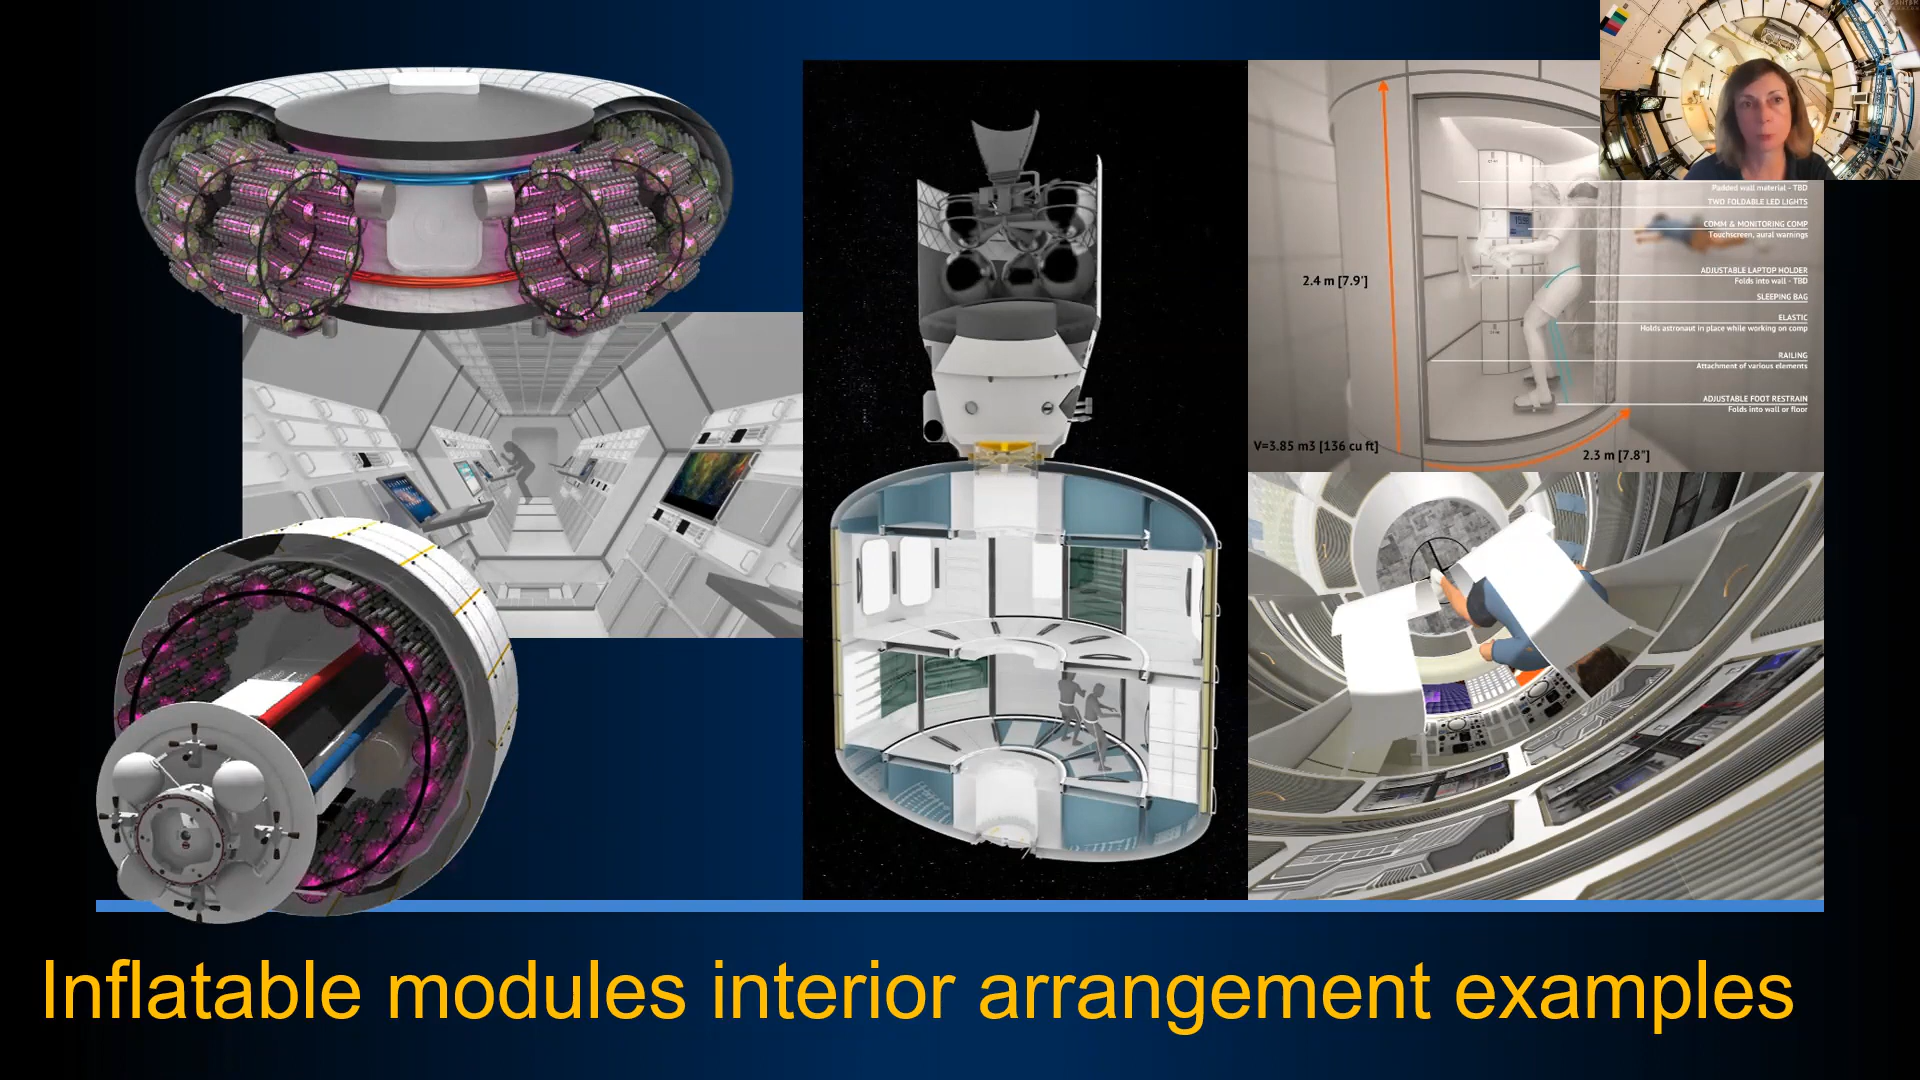 Padded wall material - TBD
TWO FOLDABLE LED LIGHTS
COMM & MONITORING COMP
Touchscreen, aural warnings
ADJUSTABLE LAPTOP HOLDER
Folds into wall - TBD
SLEEPING BAG
ELASTIC
Holds astronaut in place while working on comp
RAILING
Attachment of various elements
ADJUSTABLE FOOT RESTRAIN
Folds into wall or floor
2.4 m [7.9']
V=3.85 m3 [136 cu ft]
2.3 m [7.8"]
Inflatable modules interior arrangement examples